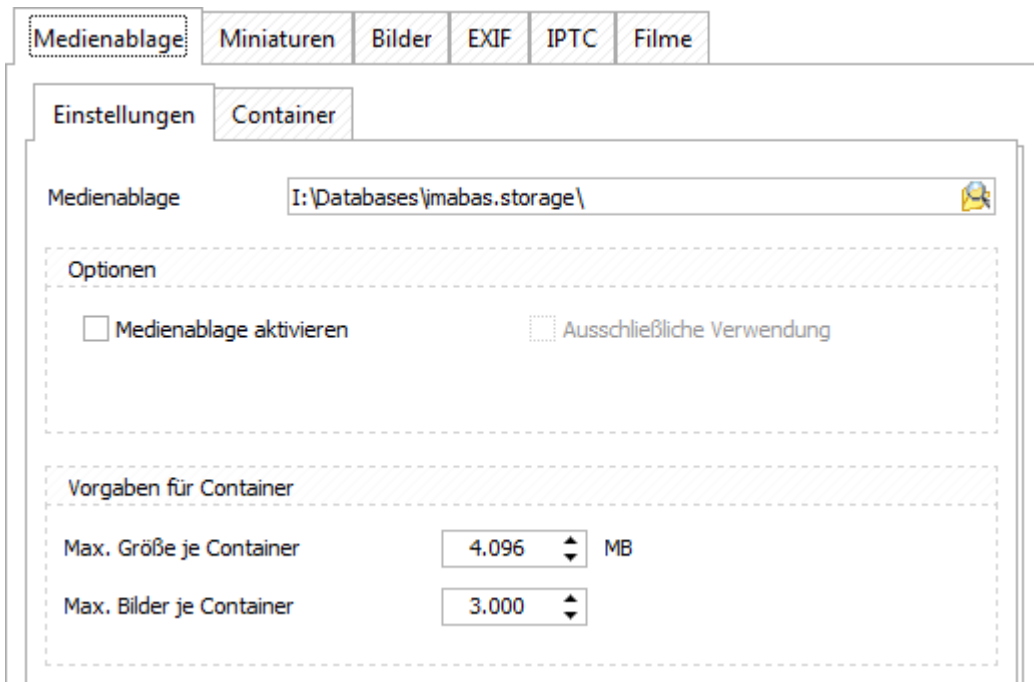 Medienablage Miniaturen Bilder EXIF IPTC Filme
Einstellungen Container
Medienablage I:\Databases\imabas.storage\
Optionen
Medienablage aktivieren Ausschließliche Verwendung
Vorgaben für Container
Max. Größe je Container 4.096 MB
Max. Bilder je Container 3.000